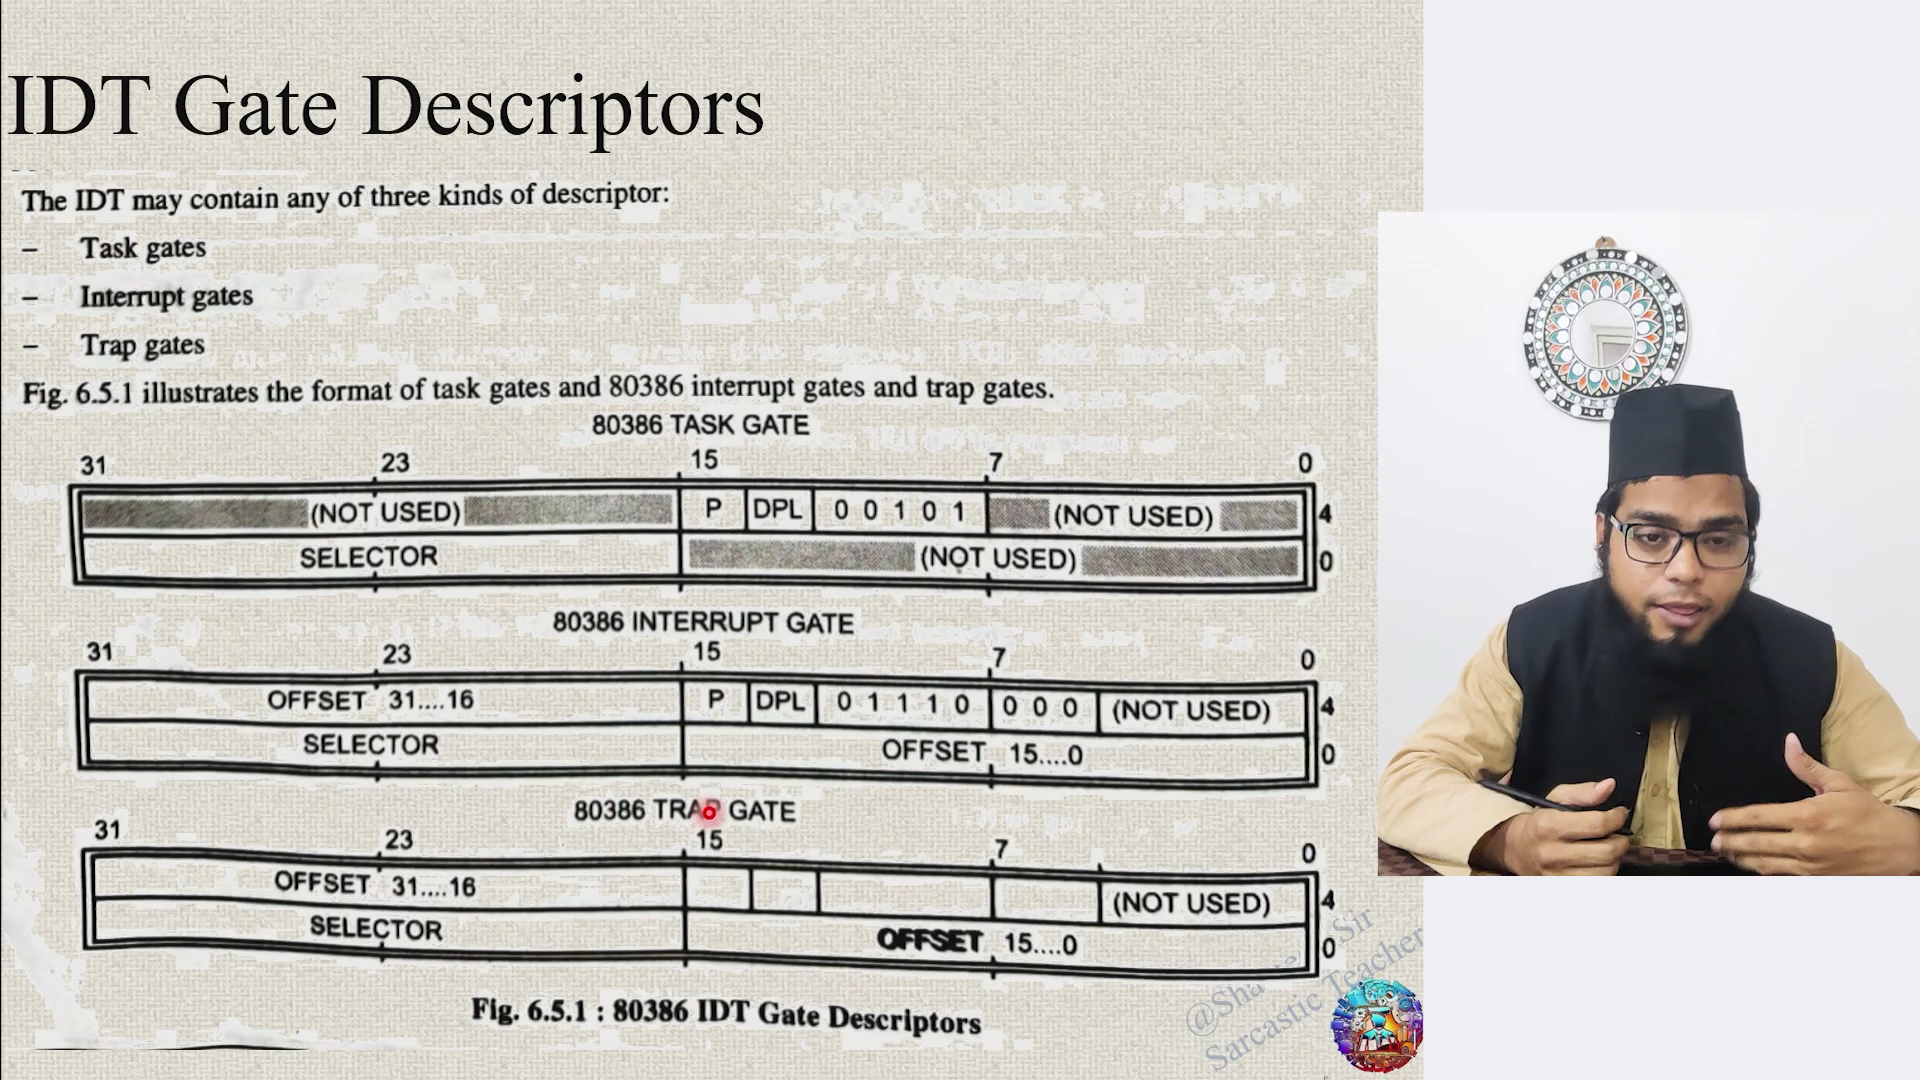 IDT Gate Descriptors
The IDT may contain any of three kinds of descriptor:
– Task gates
– Interrupt gates
– Trap gates
Fig. 6.5.1 illustrates the format of task gates and 80386 interrupt gates and trap gates.
80386 TASK GATE
31 23 15 7 0
(NOT USED) P DPL 0 0 1 0 1 (NOT USED) 4
SELECTOR (NOT USED) 0
80386 INTERRUPT GATE
31 23 15 7 0
OFFSET 31....16 P DPL 0 1 1 1 0 0 0 0 (NOT USED) 4
SELECTOR OFFSET 15....0 0
80386 TRAP GATE
31 23 15 7 0
OFFSET 31....16 (NOT USED) 4
SELECTOR OFFSET 15....0 0
Fig. 6.5.1 : 80386 IDT Gate Descriptors
Sir
Sarcastic Teacher